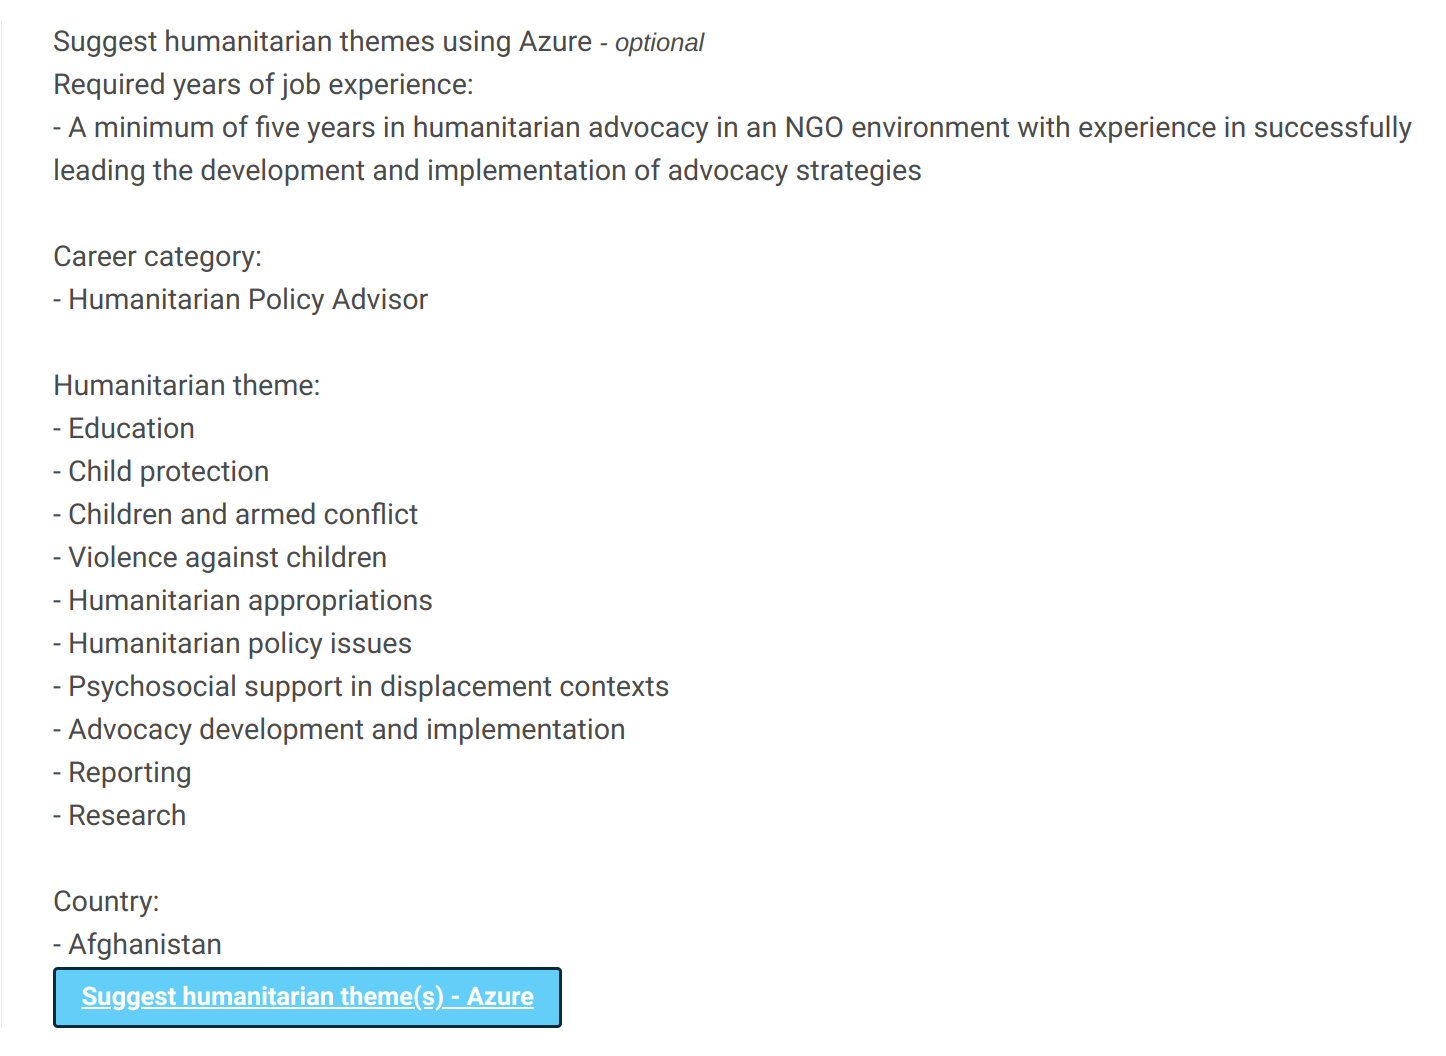 Suggest humanitarian themes using Azure - optional
Required years of job experience:
- A minimum of five years in humanitarian advocacy in an NGO environment with experience in successfully
leading the development and implementation of advocacy strategies
Career category:
- Humanitarian Policy Advisor
Humanitarian theme:
- Education
- Child protection
- Children and armed conflict
- Violence against children
- Humanitarian appropriations
- Humanitarian policy issues
- Psychosocial support in displacement contexts
- Advocacy development and implementation
- Reporting
- Research
Country:
- Afghanistan
Suggest humanitarian theme(s) - Azure